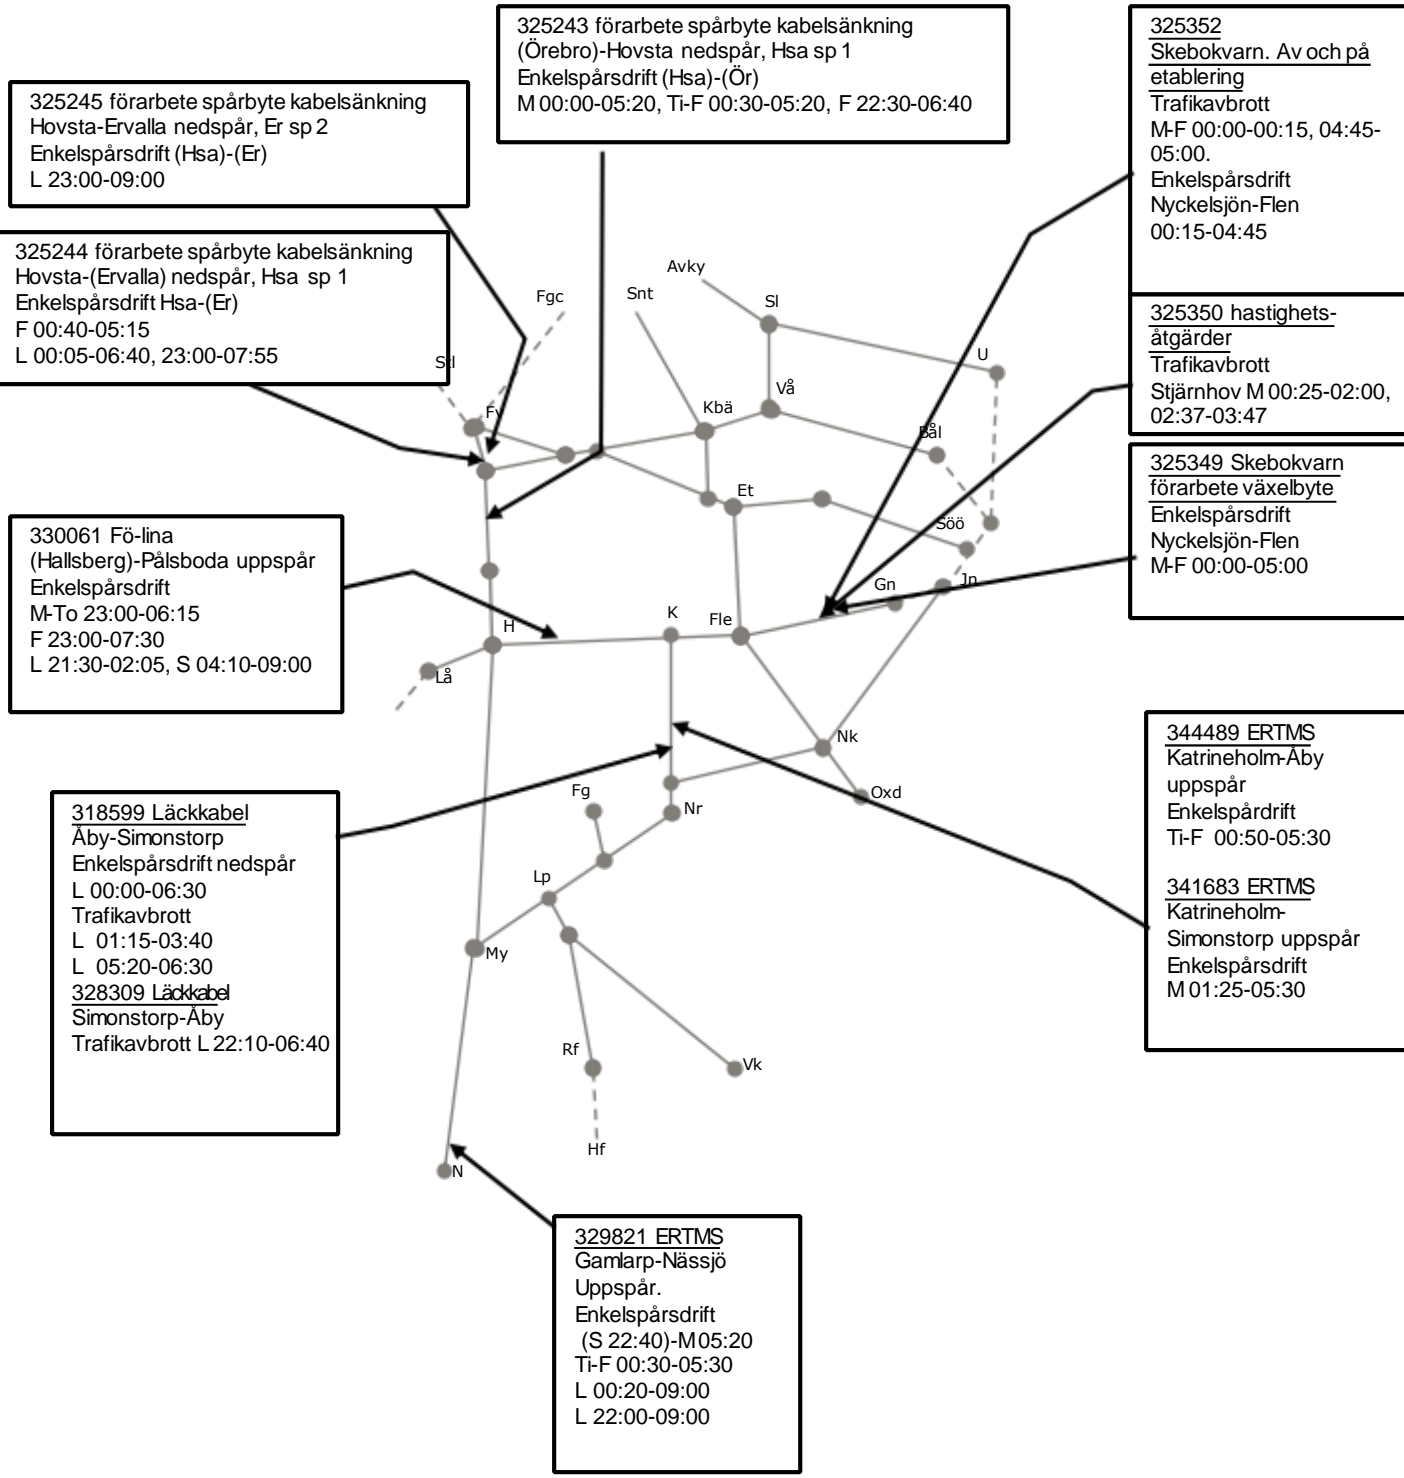 325243 förarbete spårbyte kabelsänkning
(Örebro)-Hovsta nedspår, Hsa sp 1
Enkelspårsdrift (Hsa)-(Ör)
M 00:00-05:20, Ti-F 00:30-05:20, F 22:30-06:40
325352
Skebokvarn. Av och på
etablering
Trafikavbrott
M-F 00:00-00:15, 04:45-
05:00.
Enkelspårsdrift
Nyckelsjön-Flen
00:15-04:45
325245 förarbete spårbyte kabelsänkning
Hovsta-Ervalla nedspår, Er sp 2
Enkelspårsdrift (Hsa)-(Er)
L 23:00-09:00
325244 förarbete spårbyte kabelsänkning
Hovsta-(Ervalla) nedspår, Hsa sp 1
Enkelspårsdrift Hsa-(Er)
F 00:40-05:15
L 00:05-06:40, 23:00-07:55
325350 hastighets-
åtgärder
Trafikavbrott
Stjärnhov M 00:25-02:00,
02:37-03:47
325349 Skebokvarn
förarbete växelbyte
Enkelspårsdrift
Nyckelsjön-Flen
M-F 00:00-05:00
Avky
Snt
Fgc
Sl
U
Stl
Vå
Kbä
Fv
Bål
Et
Söö
Jn
Gn
K
Fle
H
Lå
Nk
Oxd
Nr
Fg
Lp
My
Rf
Vk
Hf
N
330061 Fö-lina
(Hallsberg)-Pålsboda uppspår
Enkelspårsdrift
M-To 23:00-06:15
F 23:00-07:30
L 21:30-02:05, S 04:10-09:00
318599 Läckkabel
Åby-Simonstorp
Enkelspårsdrift nedspår
L 00:00-06:30
Trafikavbrott
L 01:15-03:40
L 05:20-06:30
328309 Läckkabel
Simonstorp-Åby
Trafikavbrott L 22:10-06:40
344489 ERTMS
Katrineholm-Åby
uppspår
Enkelspårdrift
Ti-F 00:50-05:30
341683 ERTMS
Katrineholm-
Simonstorp uppspår
Enkelspårsdrift
M 01:25-05:30
329821 ERTMS
Gamlarp-Nässjö
Uppspår.
Enkelspårsdrift
(S 22:40)-M 05:20
Ti-F 00:30-05:30
L 00:20-09:00
L 22:00-09:00